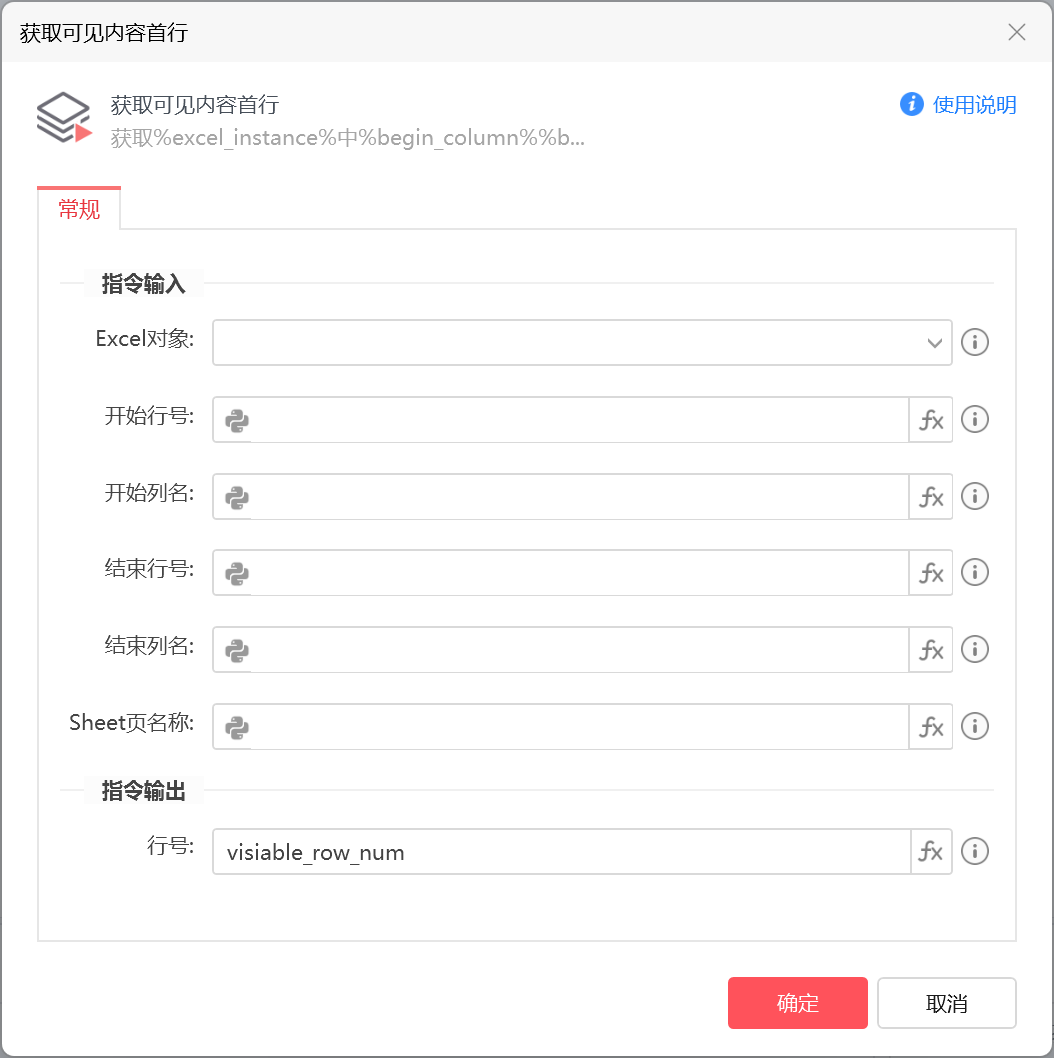 获取可见内容首行
获取可见内容首行
使用说明
获取%excel_instance%中%begin_column%%b...
常规
指令输入
Excel对象:
开始行号:
fx
开始列名:
fx
结束行号:
fx
结束列名:
fx
Sheet页名称:
fx
指令输出
行号:
visiable_row_num
fx
确定
取消